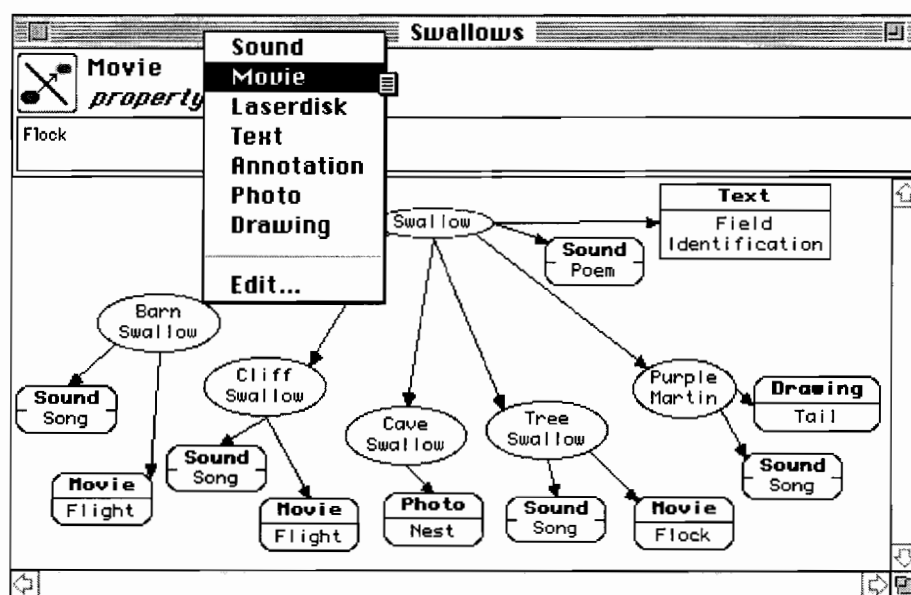 Swallows
Movie
property
Flock
Sound
Movie
Laserdisk
Text
Annotation
Photo
Drawing
Edit...
Swallow
Text
Field
Identification
Sound
Poem
Barn
Swallow
Sound
Song
Movie
Flight
Cliff
Swallow
Sound
Song
Movie
Flight
Cave
Swallow
Photo
Nest
Tree
Swallow
Sound
Song
Movie
Flock
Purple
Martin
Drawing
Tail
Sound
Song